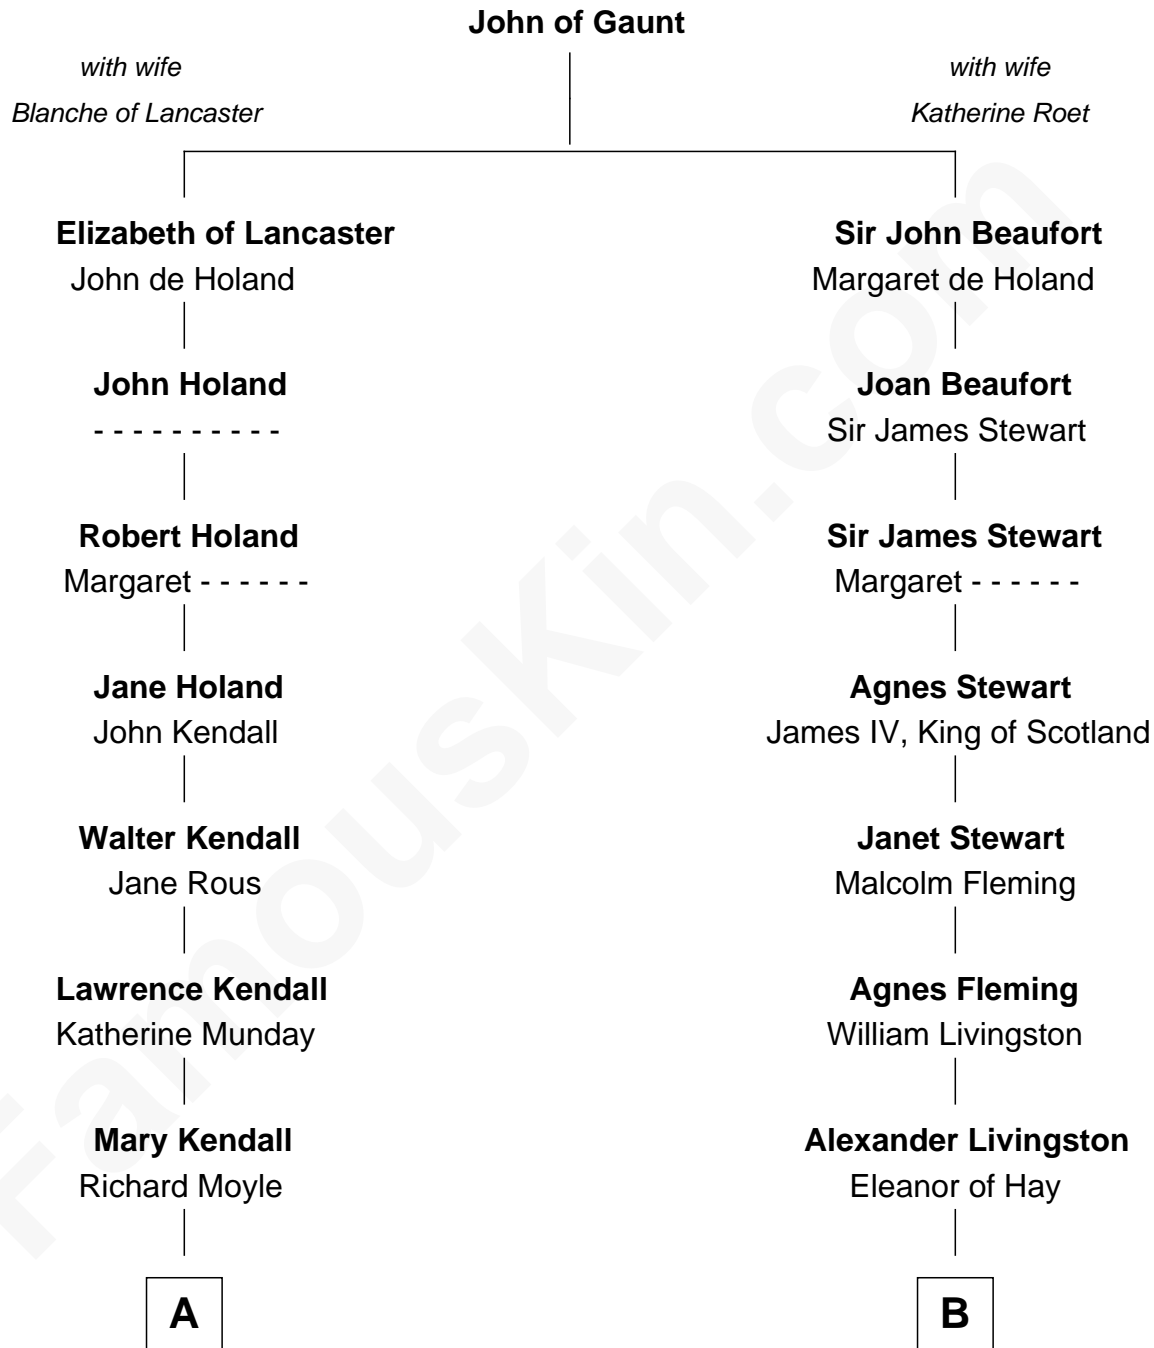 John of Gaunt
with wife
Blanche of Lancaster
with wife
Katherine Roet
Elizabeth of Lancaster
John de Holand
Sir John Beaufort
Margaret de Holand
John Holand
- - - - - - - - - -
Joan Beaufort
Sir James Stewart
Robert Holand
Margaret - - - - - -
Sir James Stewart
Margaret - - - - - -
Jane Holand
John Kendall
Agnes Stewart
James IV, King of Scotland
Walter Kendall
Jane Rous
Janet Stewart
Malcolm Fleming
Lawrence Kendall
Katherine Munday
Agnes Fleming
William Livingston
Mary Kendall
Richard Moyle
Alexander Livingston
Eleanor of Hay
A
B
FamousKin.com